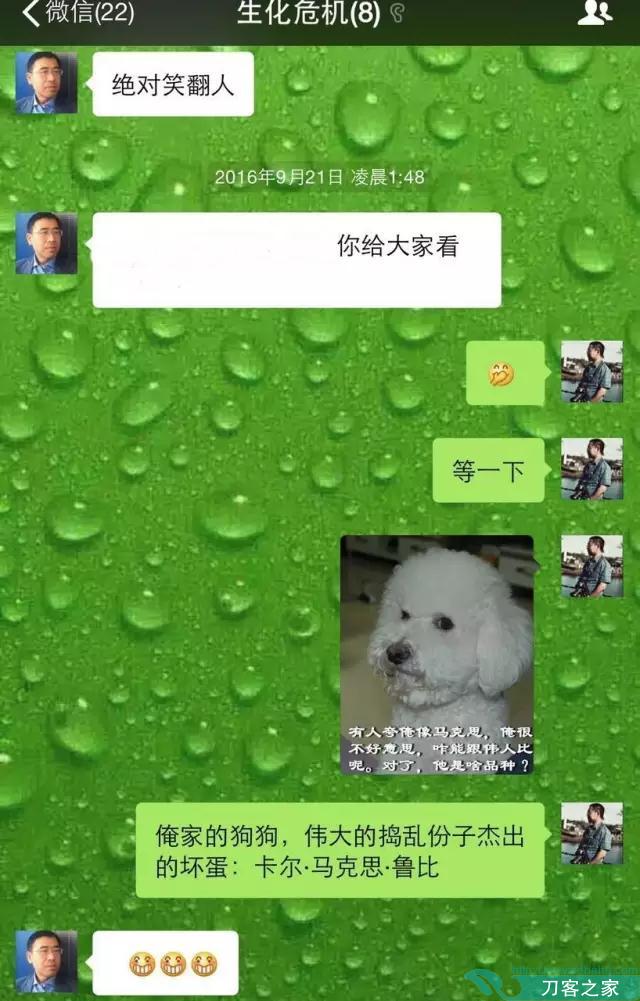 微信(22)
生化危机(8)
绝对笑翻人
2016年9月21日 凌晨1:48
你给大家看
等一下
有人夸俺像马克思，俺很
不好意思，咋能跟伟人比
呢。对了，他是啥品种？
俺家的狗狗，伟大的捣乱份子杰出
的坏蛋：卡尔·马克思·鲁比
刀客之家